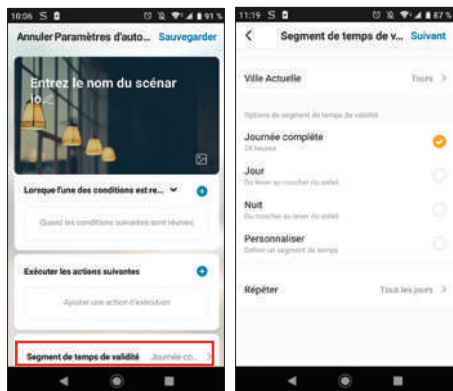 10:06 S 91 %
Annuler Paramètres d'auto... Sauvegarder
Entrez le nom du scénar
io.
Lorsque l'une des conditions est re...
Quand les conditions suivantes sont réunies
Exécuter les actions suivantes
Ajouter une action d'exécution
Segment de temps de validité Journée co...
11:19 S 87 %
Segment de temps de v... Suivant
Ville Actuelle Tours
Options de segment de temps de validité
Journée complète
24 heures
Jour
Du lever au coucher du soleil
Nuit
Du coucher au lever du soleil
Personnaliser
Définir un segment de temps
Répéter Tous les jours